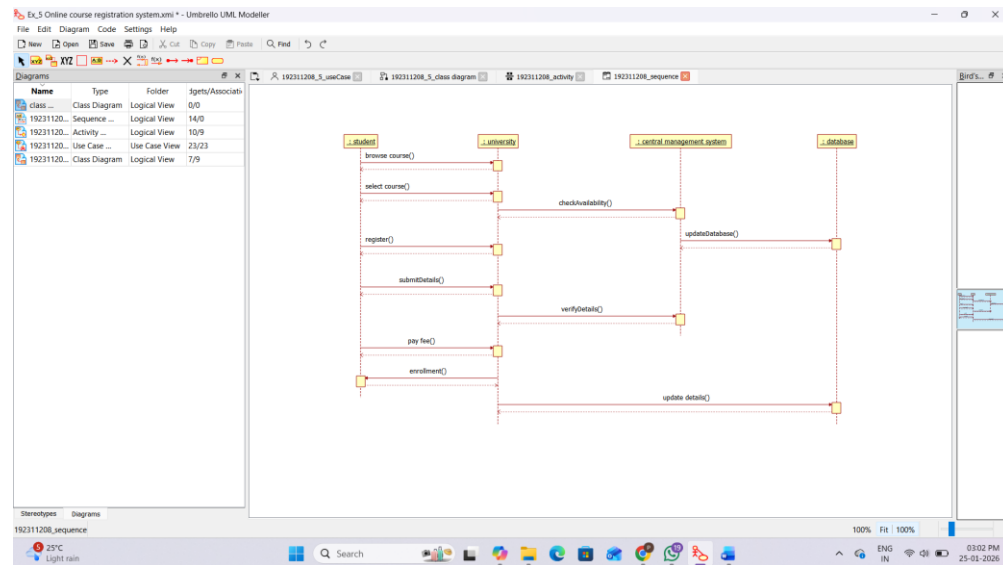 Ex_5 Online course registration system.xmi * - Umbrello UML Modeller
File Edit Diagram Code Settings Help
New Open Save Cut Copy Paste Find
XYZ
Diagrams
192311208_5_useCase 192311208_5_class diagram 192311208_activity 192311208_sequence
Bird's...
Name Type Folder :dgets/Associati
class ... Class Diagram Logical View 0/0
19231120... Sequence ... Logical View 14/0
19231120... Activity ... Logical View 10/9
19231120... Use Case ... Use Case View 23/23
19231120... Class Diagram Logical View 7/9
: student : university : central management system : database
browse course()
select course()
checkAvailability()
updateDatabase()
register()
submitDetails()
verifyDetails()
pay fee()
enrollment()
update details()
Stereotypes Diagrams
192311208_sequence
100% Fit 100%
5
25°C
Light rain
Search
19
ENG
IN
03:02 PM
25-01-2026